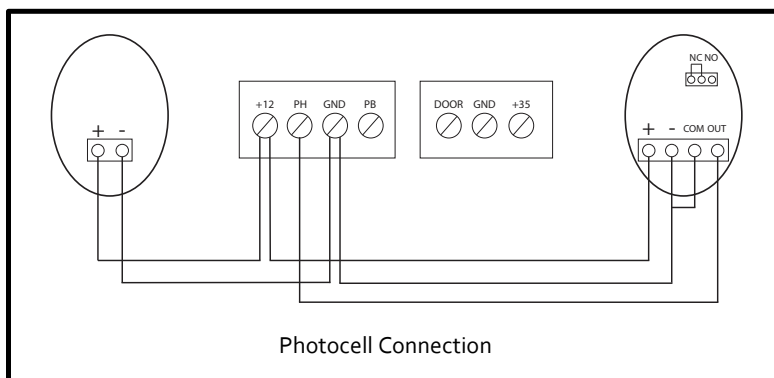 NC NO
+12 PH GND PB
DOOR GND +35
+ -
+ - COM OUT
Photocell Connection